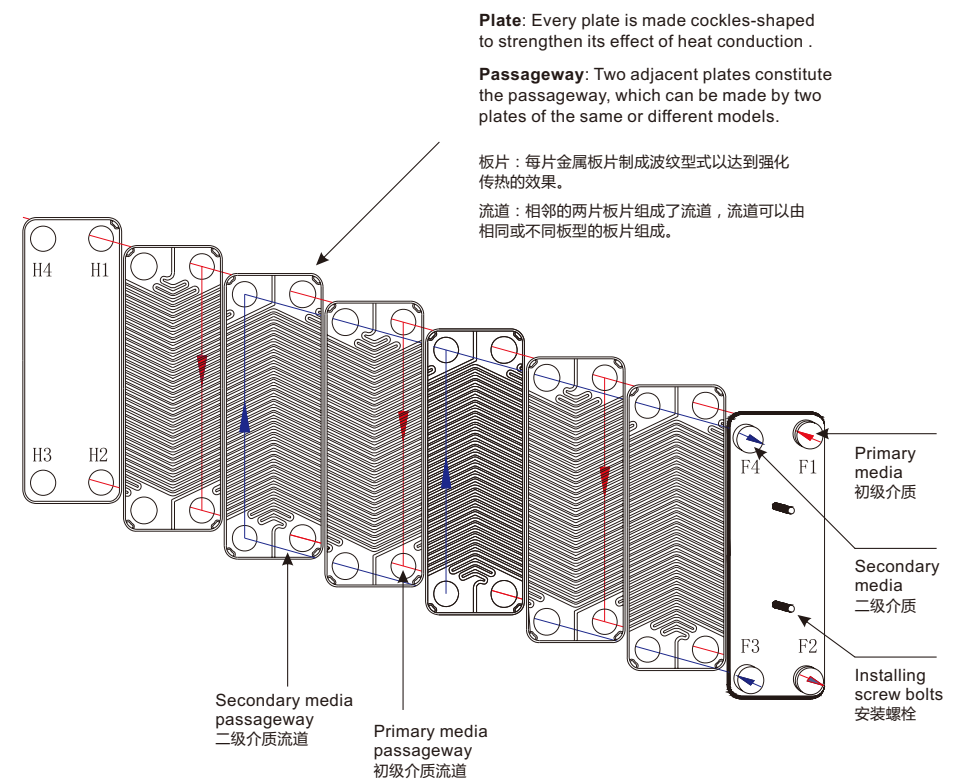 Plate: Every plate is made cockles-shaped
to strengthen its effect of heat conduction .
Passageway: Two adjacent plates constitute
the passageway, which can be made by two
plates of the same or different models.
板片：每片金属板片制成波纹型式以达到强化
传热的效果。
流道：相邻的两片板片组成了流道，流道可以由
相同或不同板型的板片组成。
H4 H1
H3 H2
F4 F1
F3 F2
Primary
media
初级介质
Secondary
media
二级介质
Installing
screw bolts
安装螺栓
Secondary media
passageway
二级介质流道
Primary media
passageway
初级介质流道